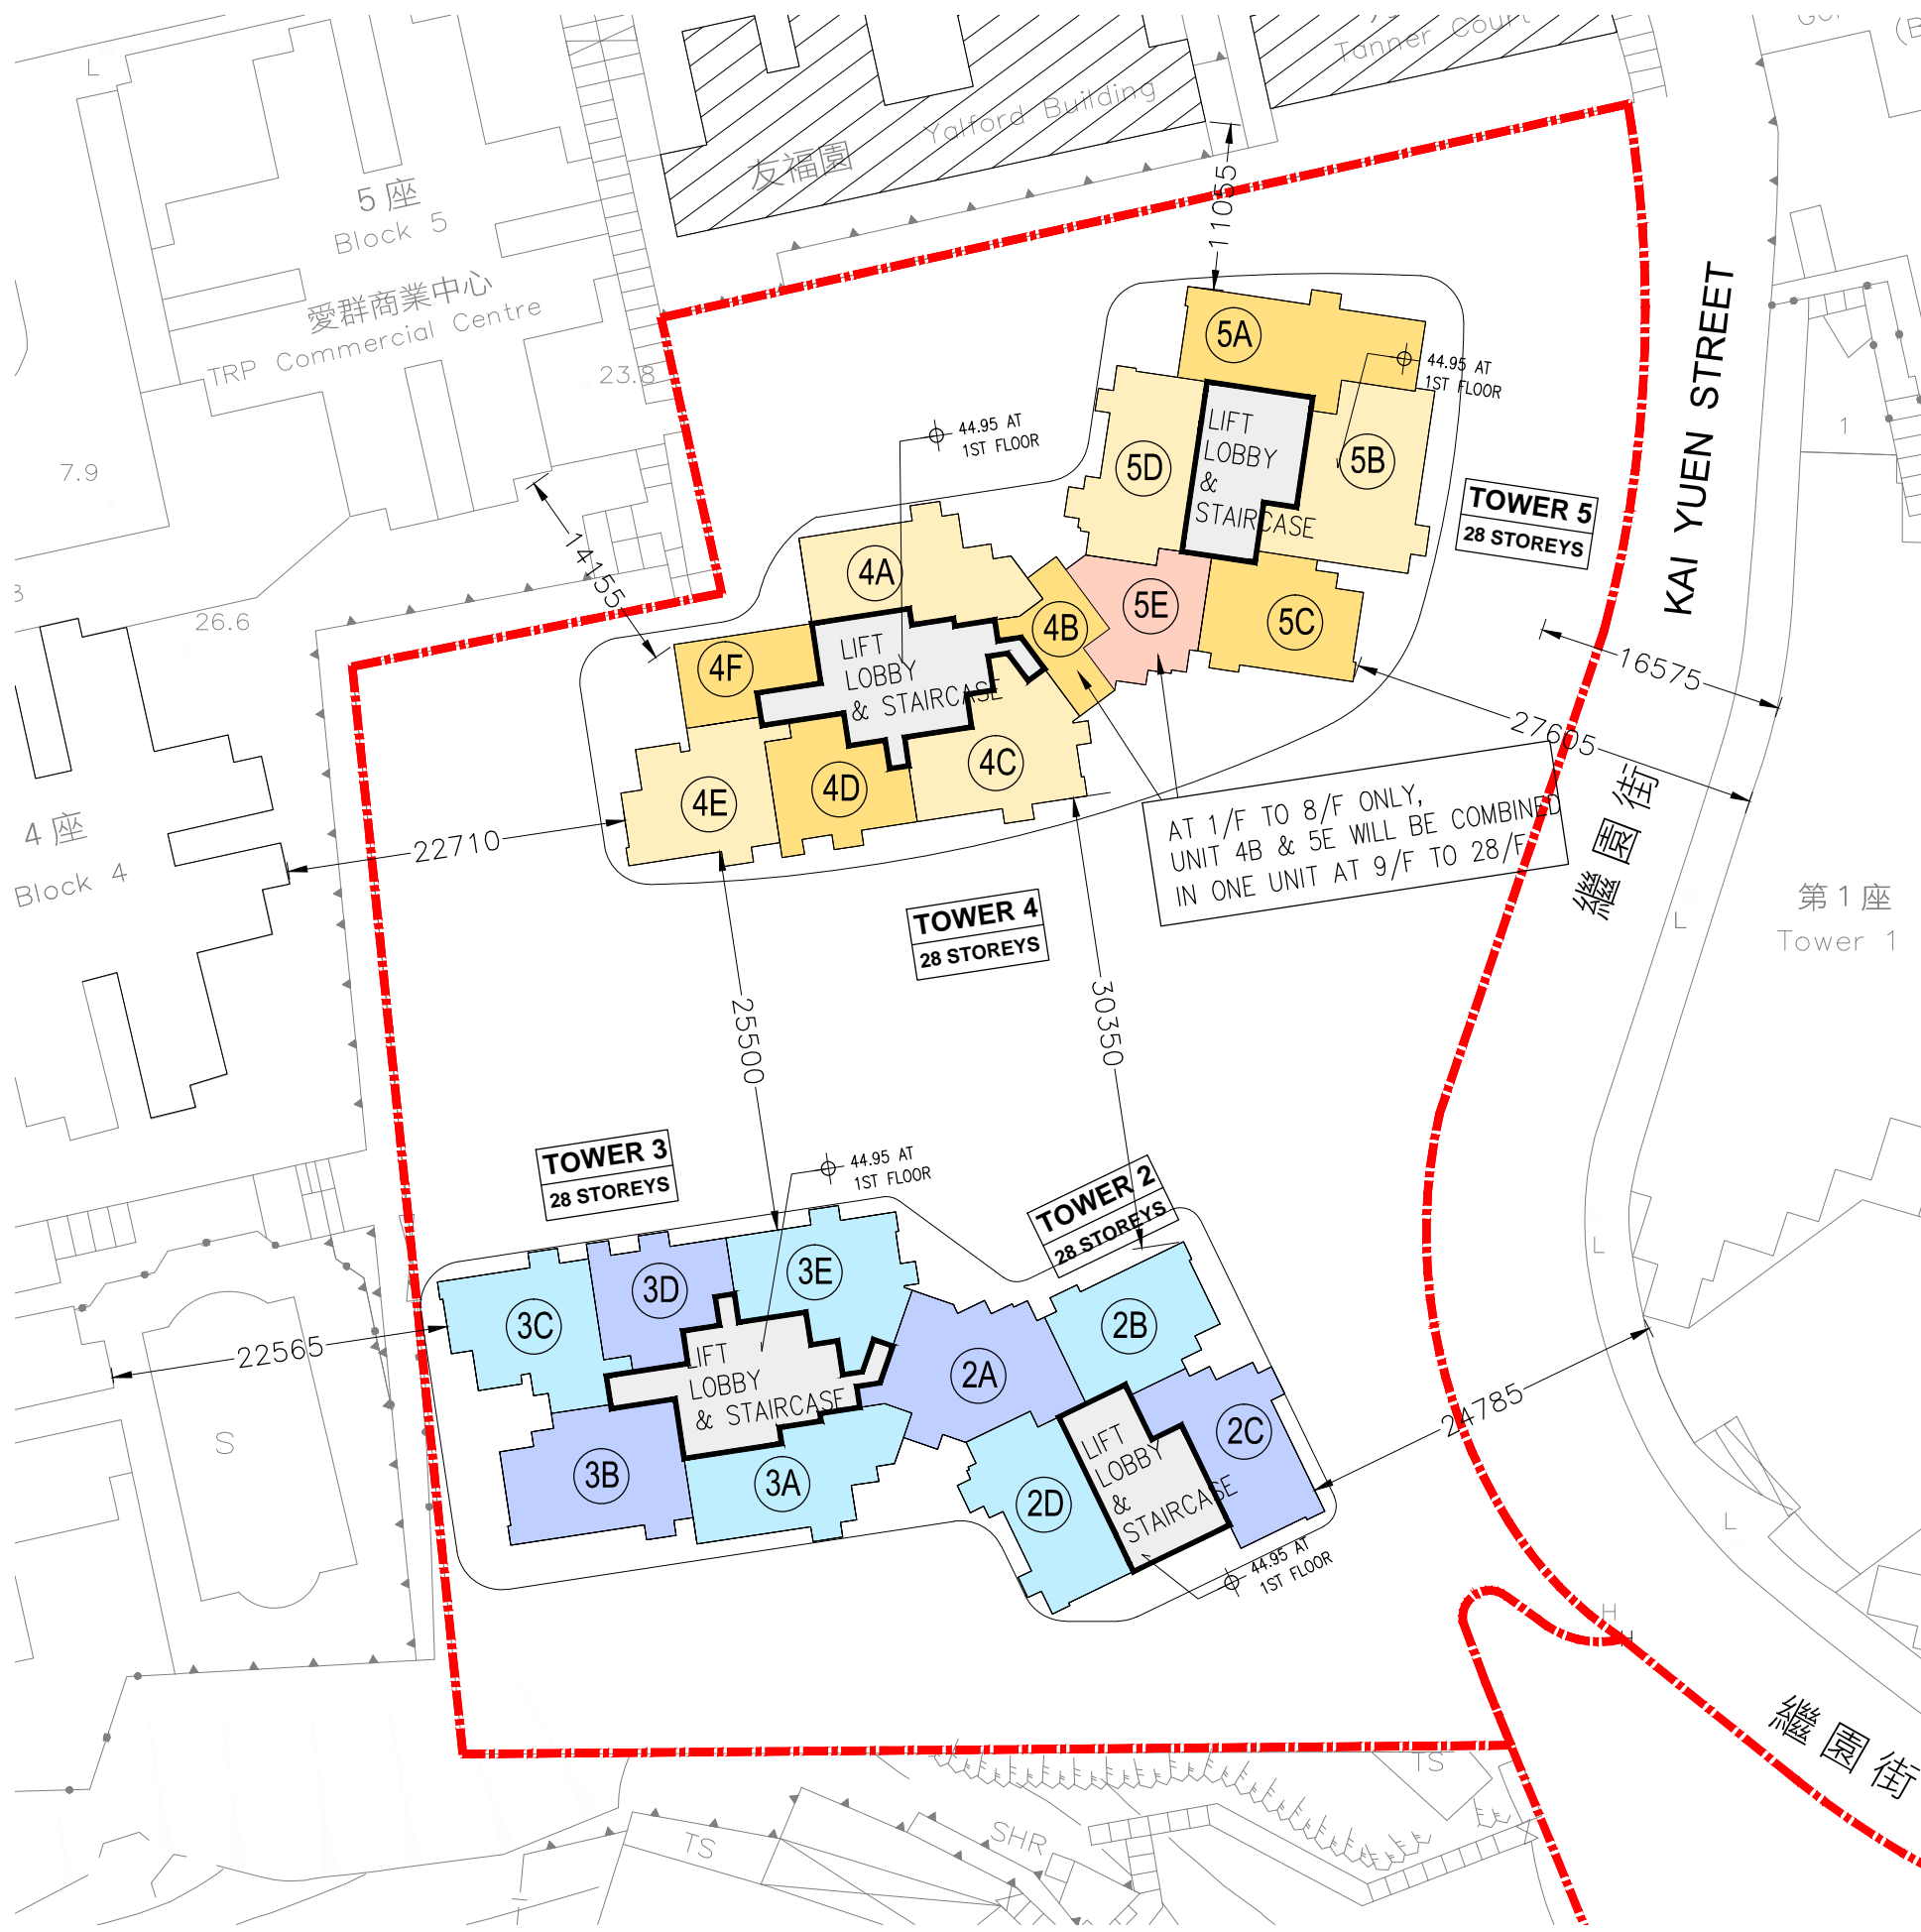 Tanner Court
Yalford Building
友福園
L
5座
Block 5
愛群商業中心
TRP Commercial Centre
23.8
7.9
26.6
11055
5A
44.95 AT
1ST FLOOR
5D
LIFT
LOBBY
&
STAIRCASE
5B
TOWER 5
28 STOREYS
KAI YUEN STREET
1
44.95 AT
1ST FLOOR
14155
4A
4B
5E
5C
4F
LIFT
LOBBY
& STAIRCASE
16575
27605
4E
4D
4C
22710
4座
Block 4
AT 1/F TO 8/F ONLY,
UNIT 4B & 5E WILL BE COMBINED
IN ONE UNIT AT 9/F TO 28/F
繼園街
第1座
Tower 1
L
TOWER 4
28 STOREYS
25500
30350
TOWER 3
28 STOREYS
44.95 AT
1ST FLOOR
TOWER 2
28 STOREYS
L
3C
3D
3E
22565
LIFT
LOBBY
& STAIRCASE
2A
2B
3B
3A
2D
2C
LIFT
LOBBY
&
STAIRCASE
24785
S
44.95 AT
1ST FLOOR
L
H
H
繼園街
TS
TS
SHR